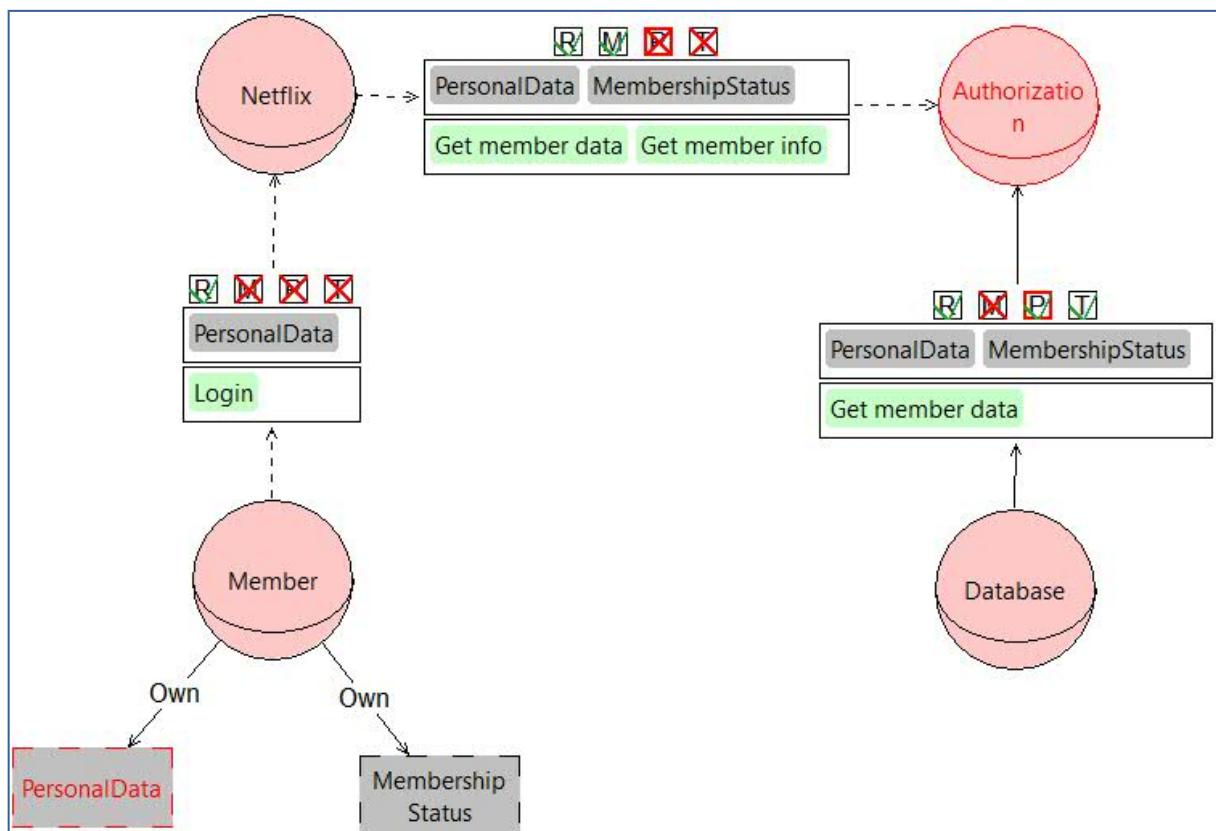 R M P T
Netflix
PersonalData MembershipStatus
Get member data Get member info
Authorizatio
n
R M P T
PersonalData
Login
R M P T
PersonalData MembershipStatus
Get member data
Member
Database
Own Own
PersonalData
Membership
Status